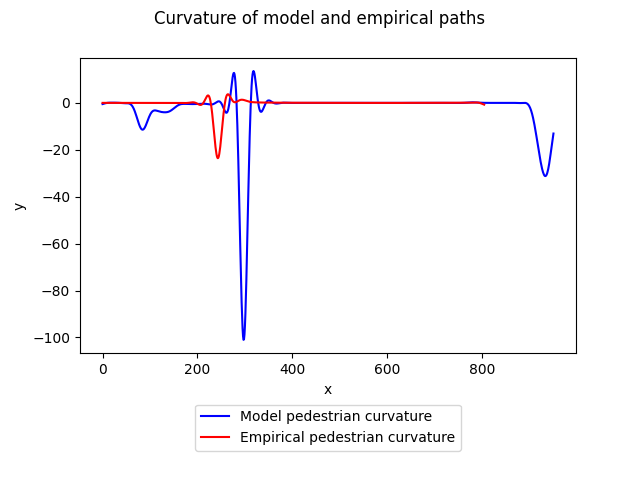 Curvature of model and empirical paths
y
0
−20
−40
−60
−80
−100
0 200 400 600 800
x
Model pedestrian curvature
Empirical pedestrian curvature